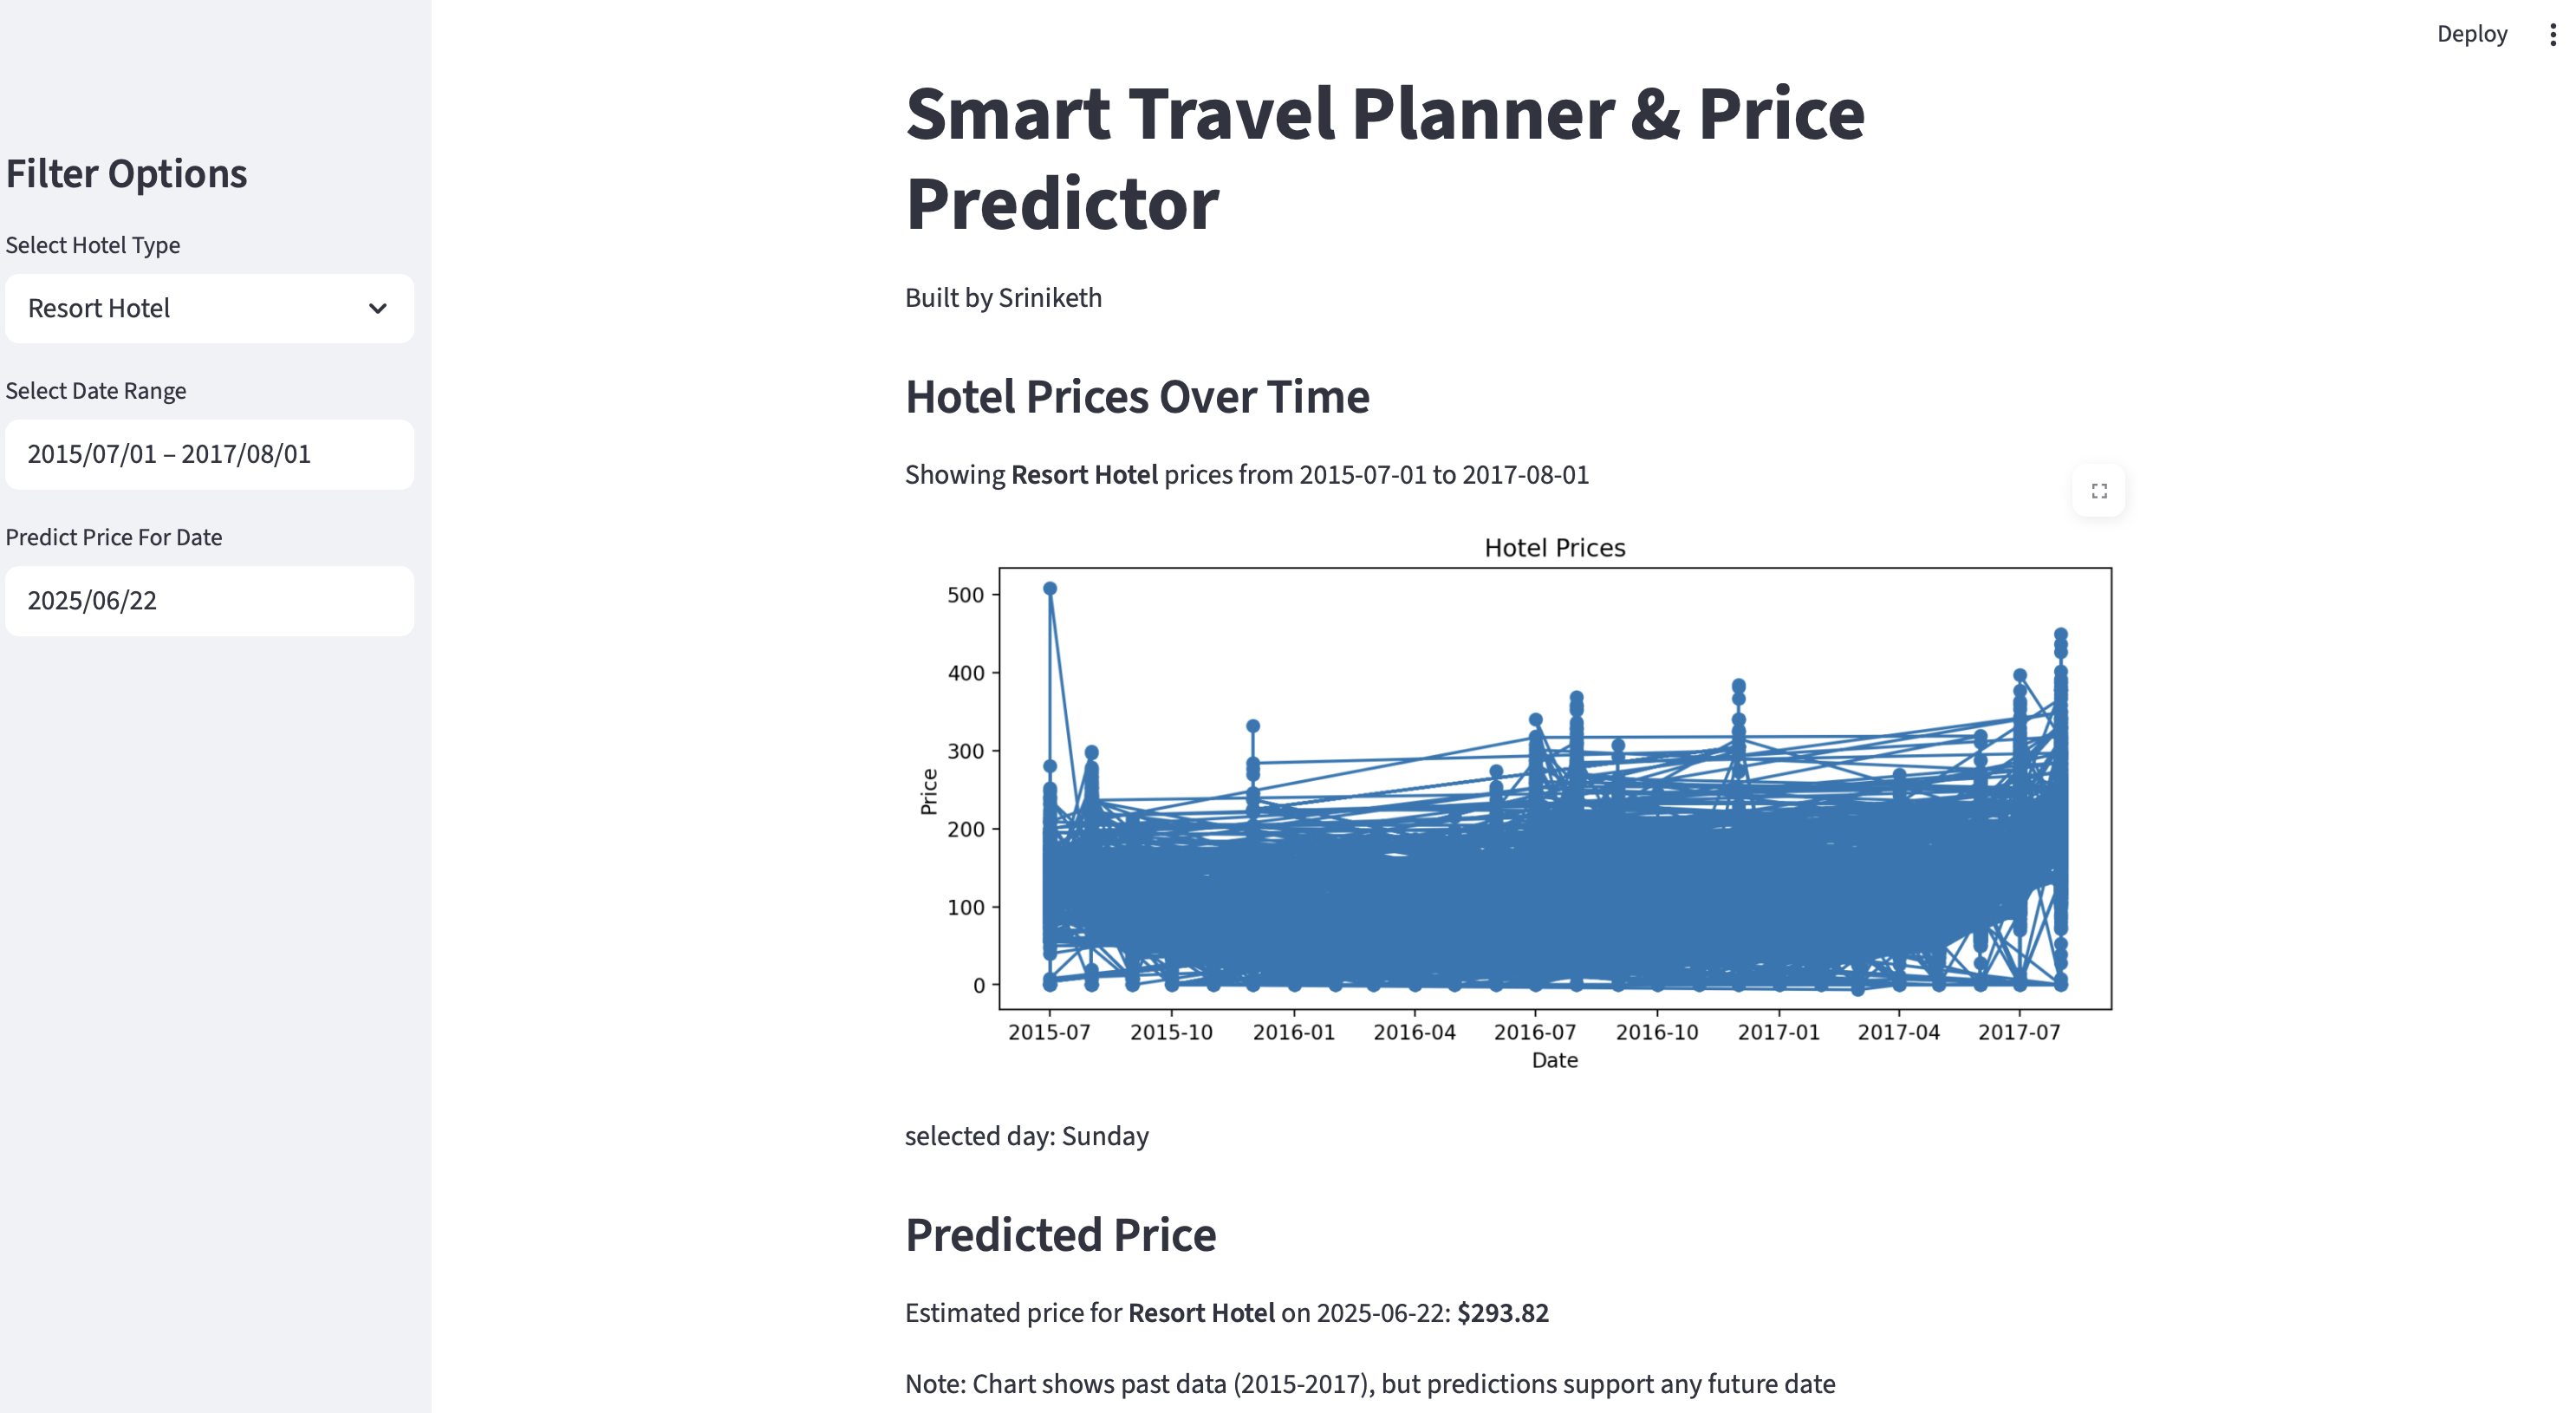 Deploy
Filter Options
Select Hotel Type
Resort Hotel
Select Date Range
2015/07/01 – 2017/08/01
Predict Price For Date
2025/06/22
Smart Travel Planner & Price
Predictor
Built by Sriniketh
Hotel Prices Over Time
Showing Resort Hotel prices from 2015-07-01 to 2017-08-01
Hotel Prices
500
400
300
200
100
0
Price
2015-07 2015-10 2016-01 2016-04 2016-07 2016-10 2017-01 2017-04 2017-07
Date
selected day: Sunday
Predicted Price
Estimated price for Resort Hotel on 2025-06-22: $293.82
Note: Chart shows past data (2015-2017), but predictions support any future date